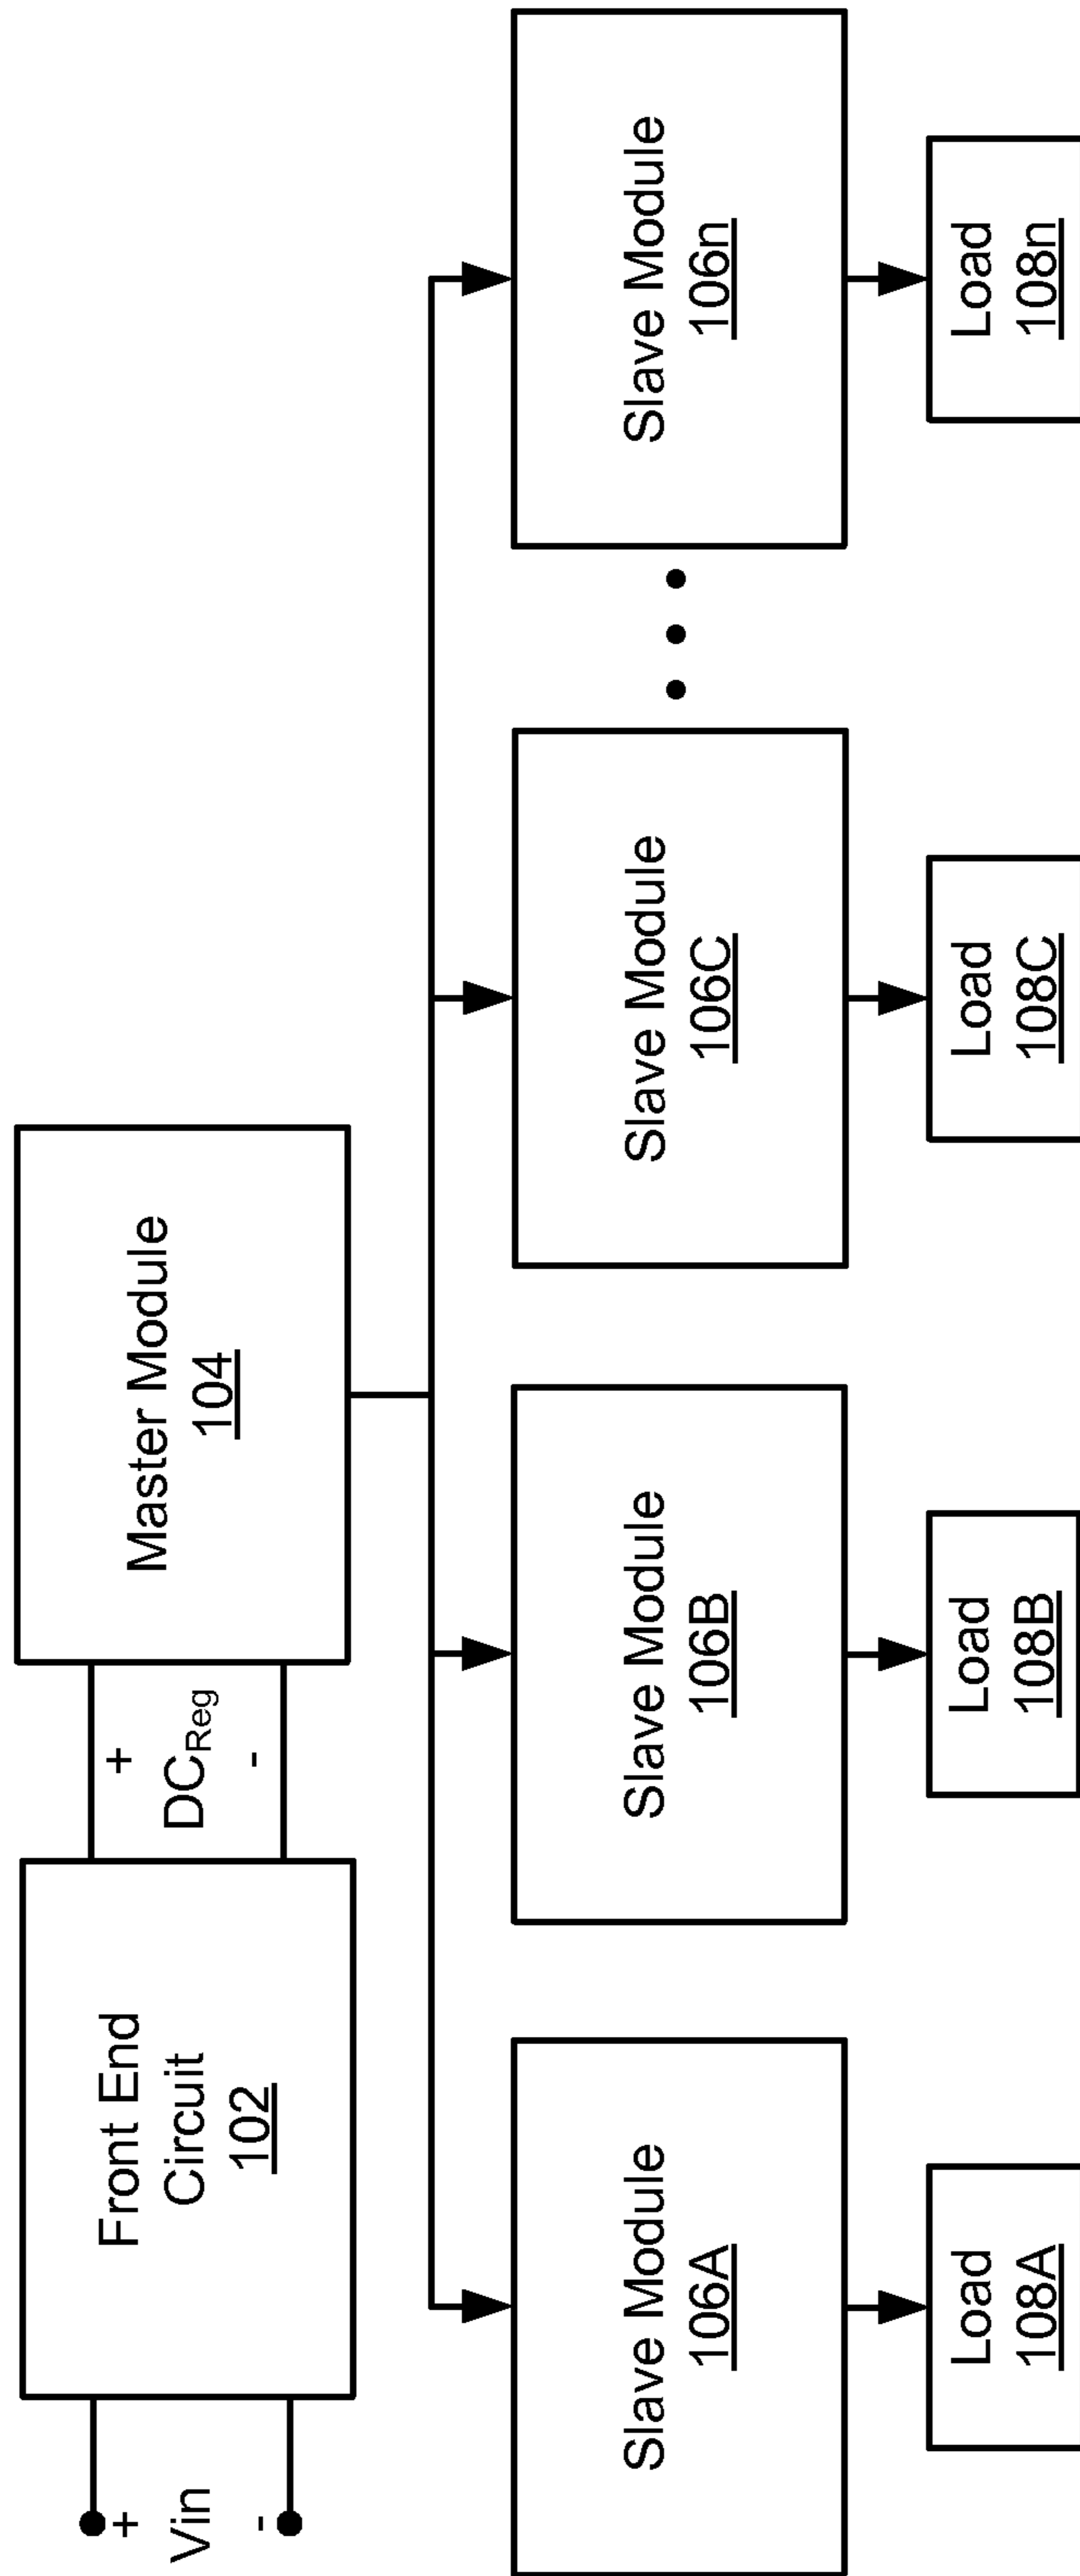 +
Vin
-
Front End
Circuit
102
+
DCReg
-
Master Module
104
Slave Module
106A
Slave Module
106B
Slave Module
106C
Slave Module
106n
Load
108A
Load
108B
Load
108C
Load
108n